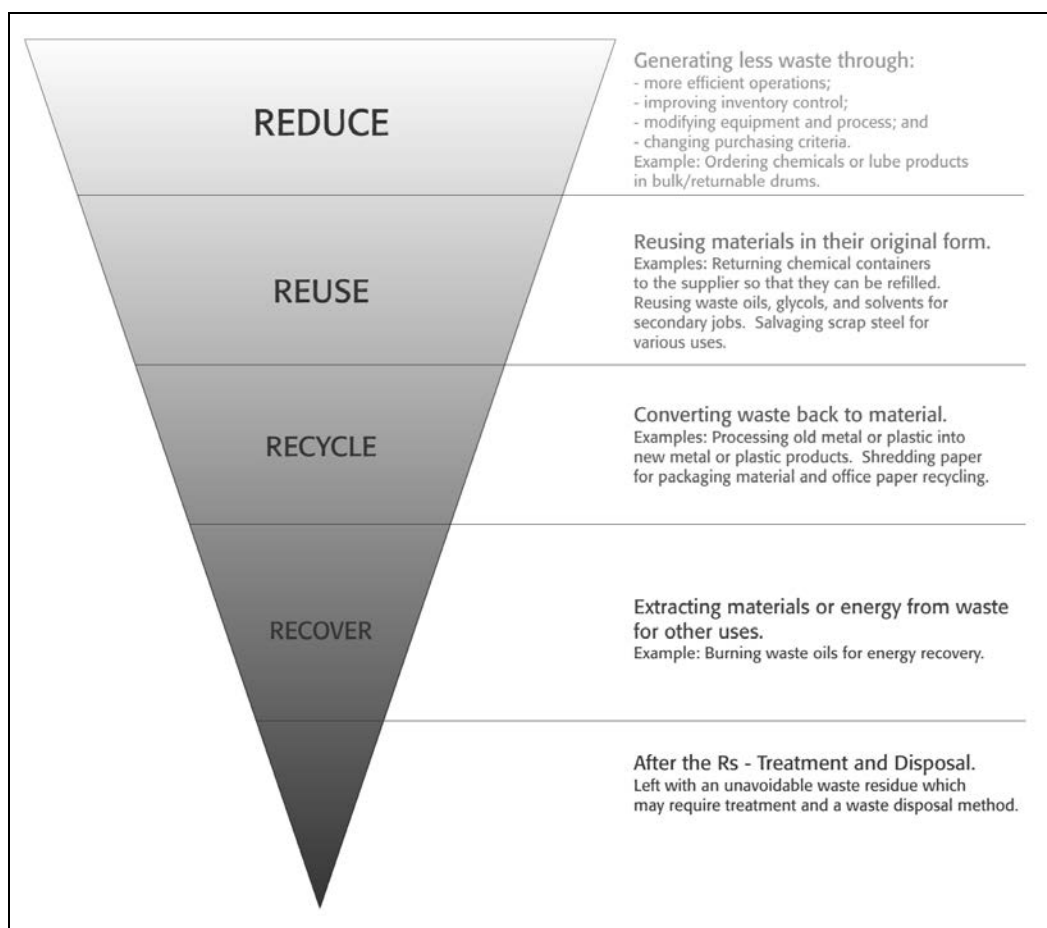 REDUCE
Generating less waste through:
- more efficient operations;
- improving inventory control;
- modifying equipment and process; and
- changing purchasing criteria.
Example: Ordering chemicals or lube products
in bulk/returnable drums.
REUSE
Reusing materials in their original form.
Examples: Returning chemical containers
to the supplier so that they can be refilled.
Reusing waste oils, glycols, and solvents for
secondary jobs.  Salvaging scrap steel for
various uses.
RECYCLE
Converting waste back to material.
Examples: Processing old metal or plastic into
new metal or plastic products.  Shredding paper
for packaging material and office paper recycling.
RECOVER
Extracting materials or energy from waste
for other uses.
Example: Burning waste oils for energy recovery.
After the Rs - Treatment and Disposal.
Left with an unavoidable waste residue which
may require treatment and a waste disposal method.